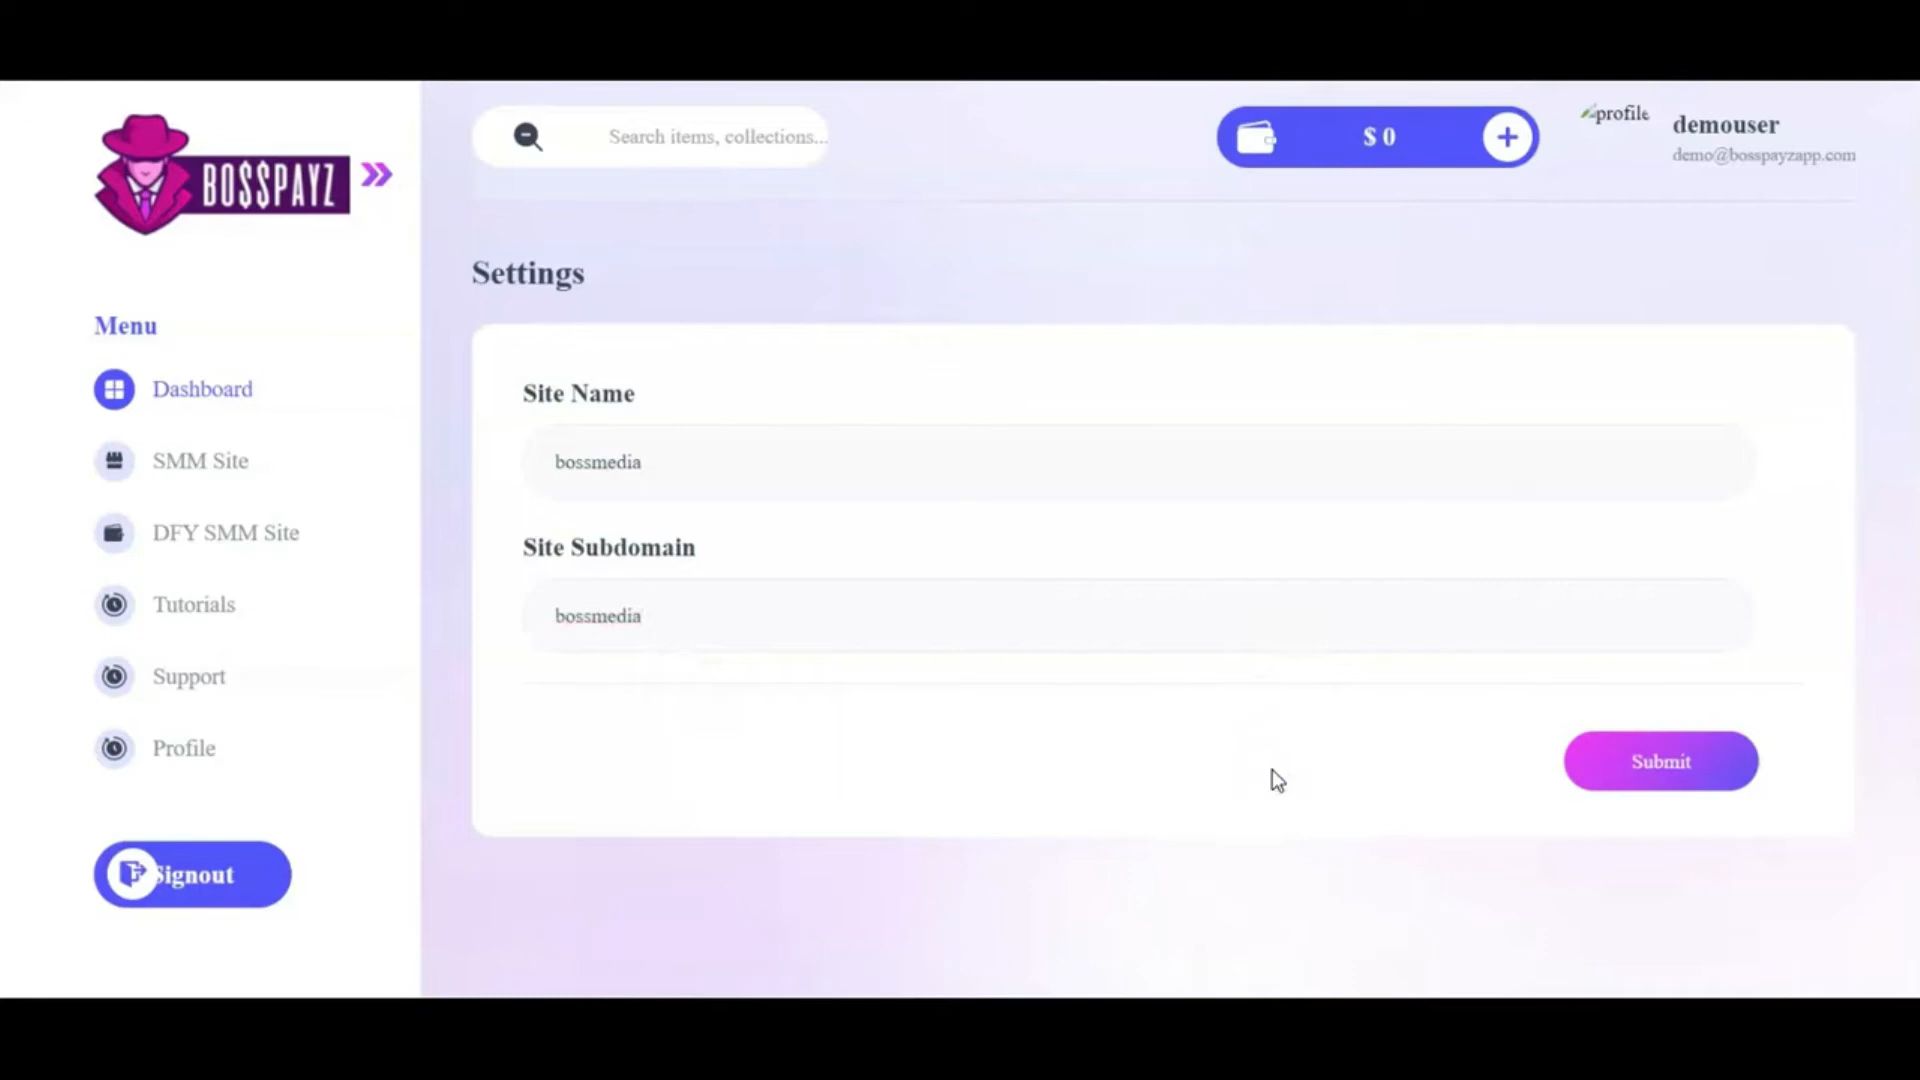 BO$$PAYZ
Search items, collections...
$ 0
profile
demouser
demo@bosspayzapp.com
Settings
Menu
Dashboard
SMM Site
DFY SMM Site
Tutorials
Support
Profile
Signout
Site Name
bossmedia
Site Subdomain
bossmedia
Submit